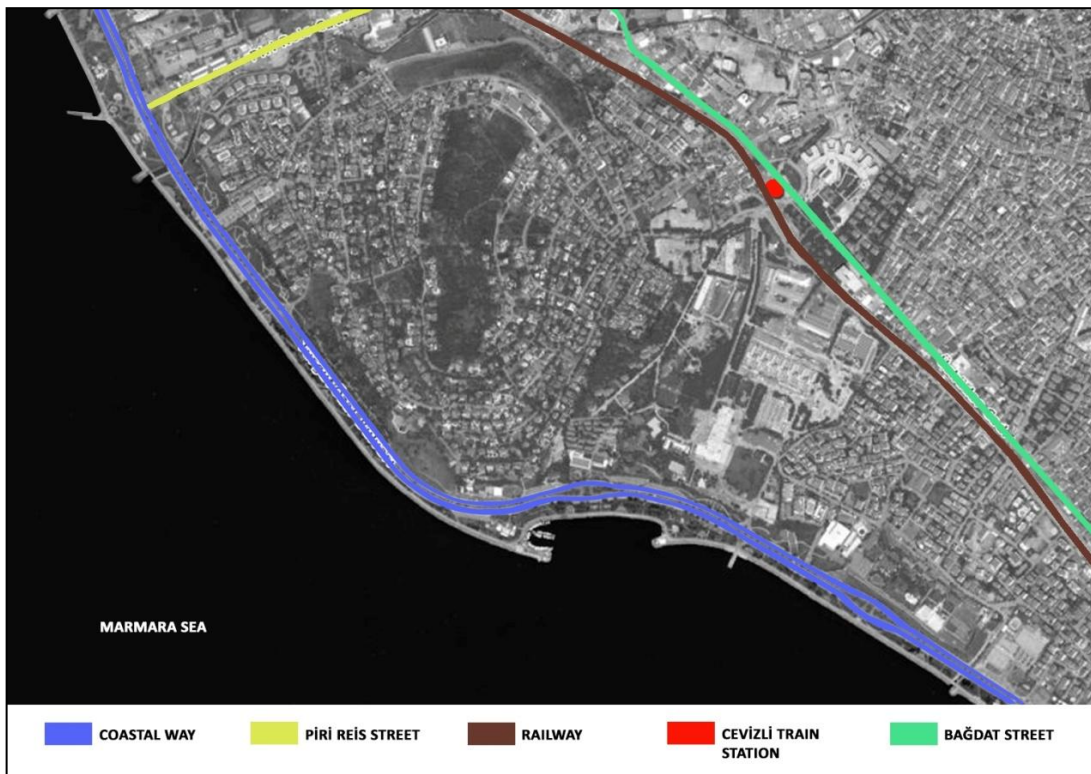 MARMARA SEA
COASTAL WAY
PİRİ REİS STREET
RAILWAY
CEVİZLİ TRAIN
STATION
BAĞDAT STREET